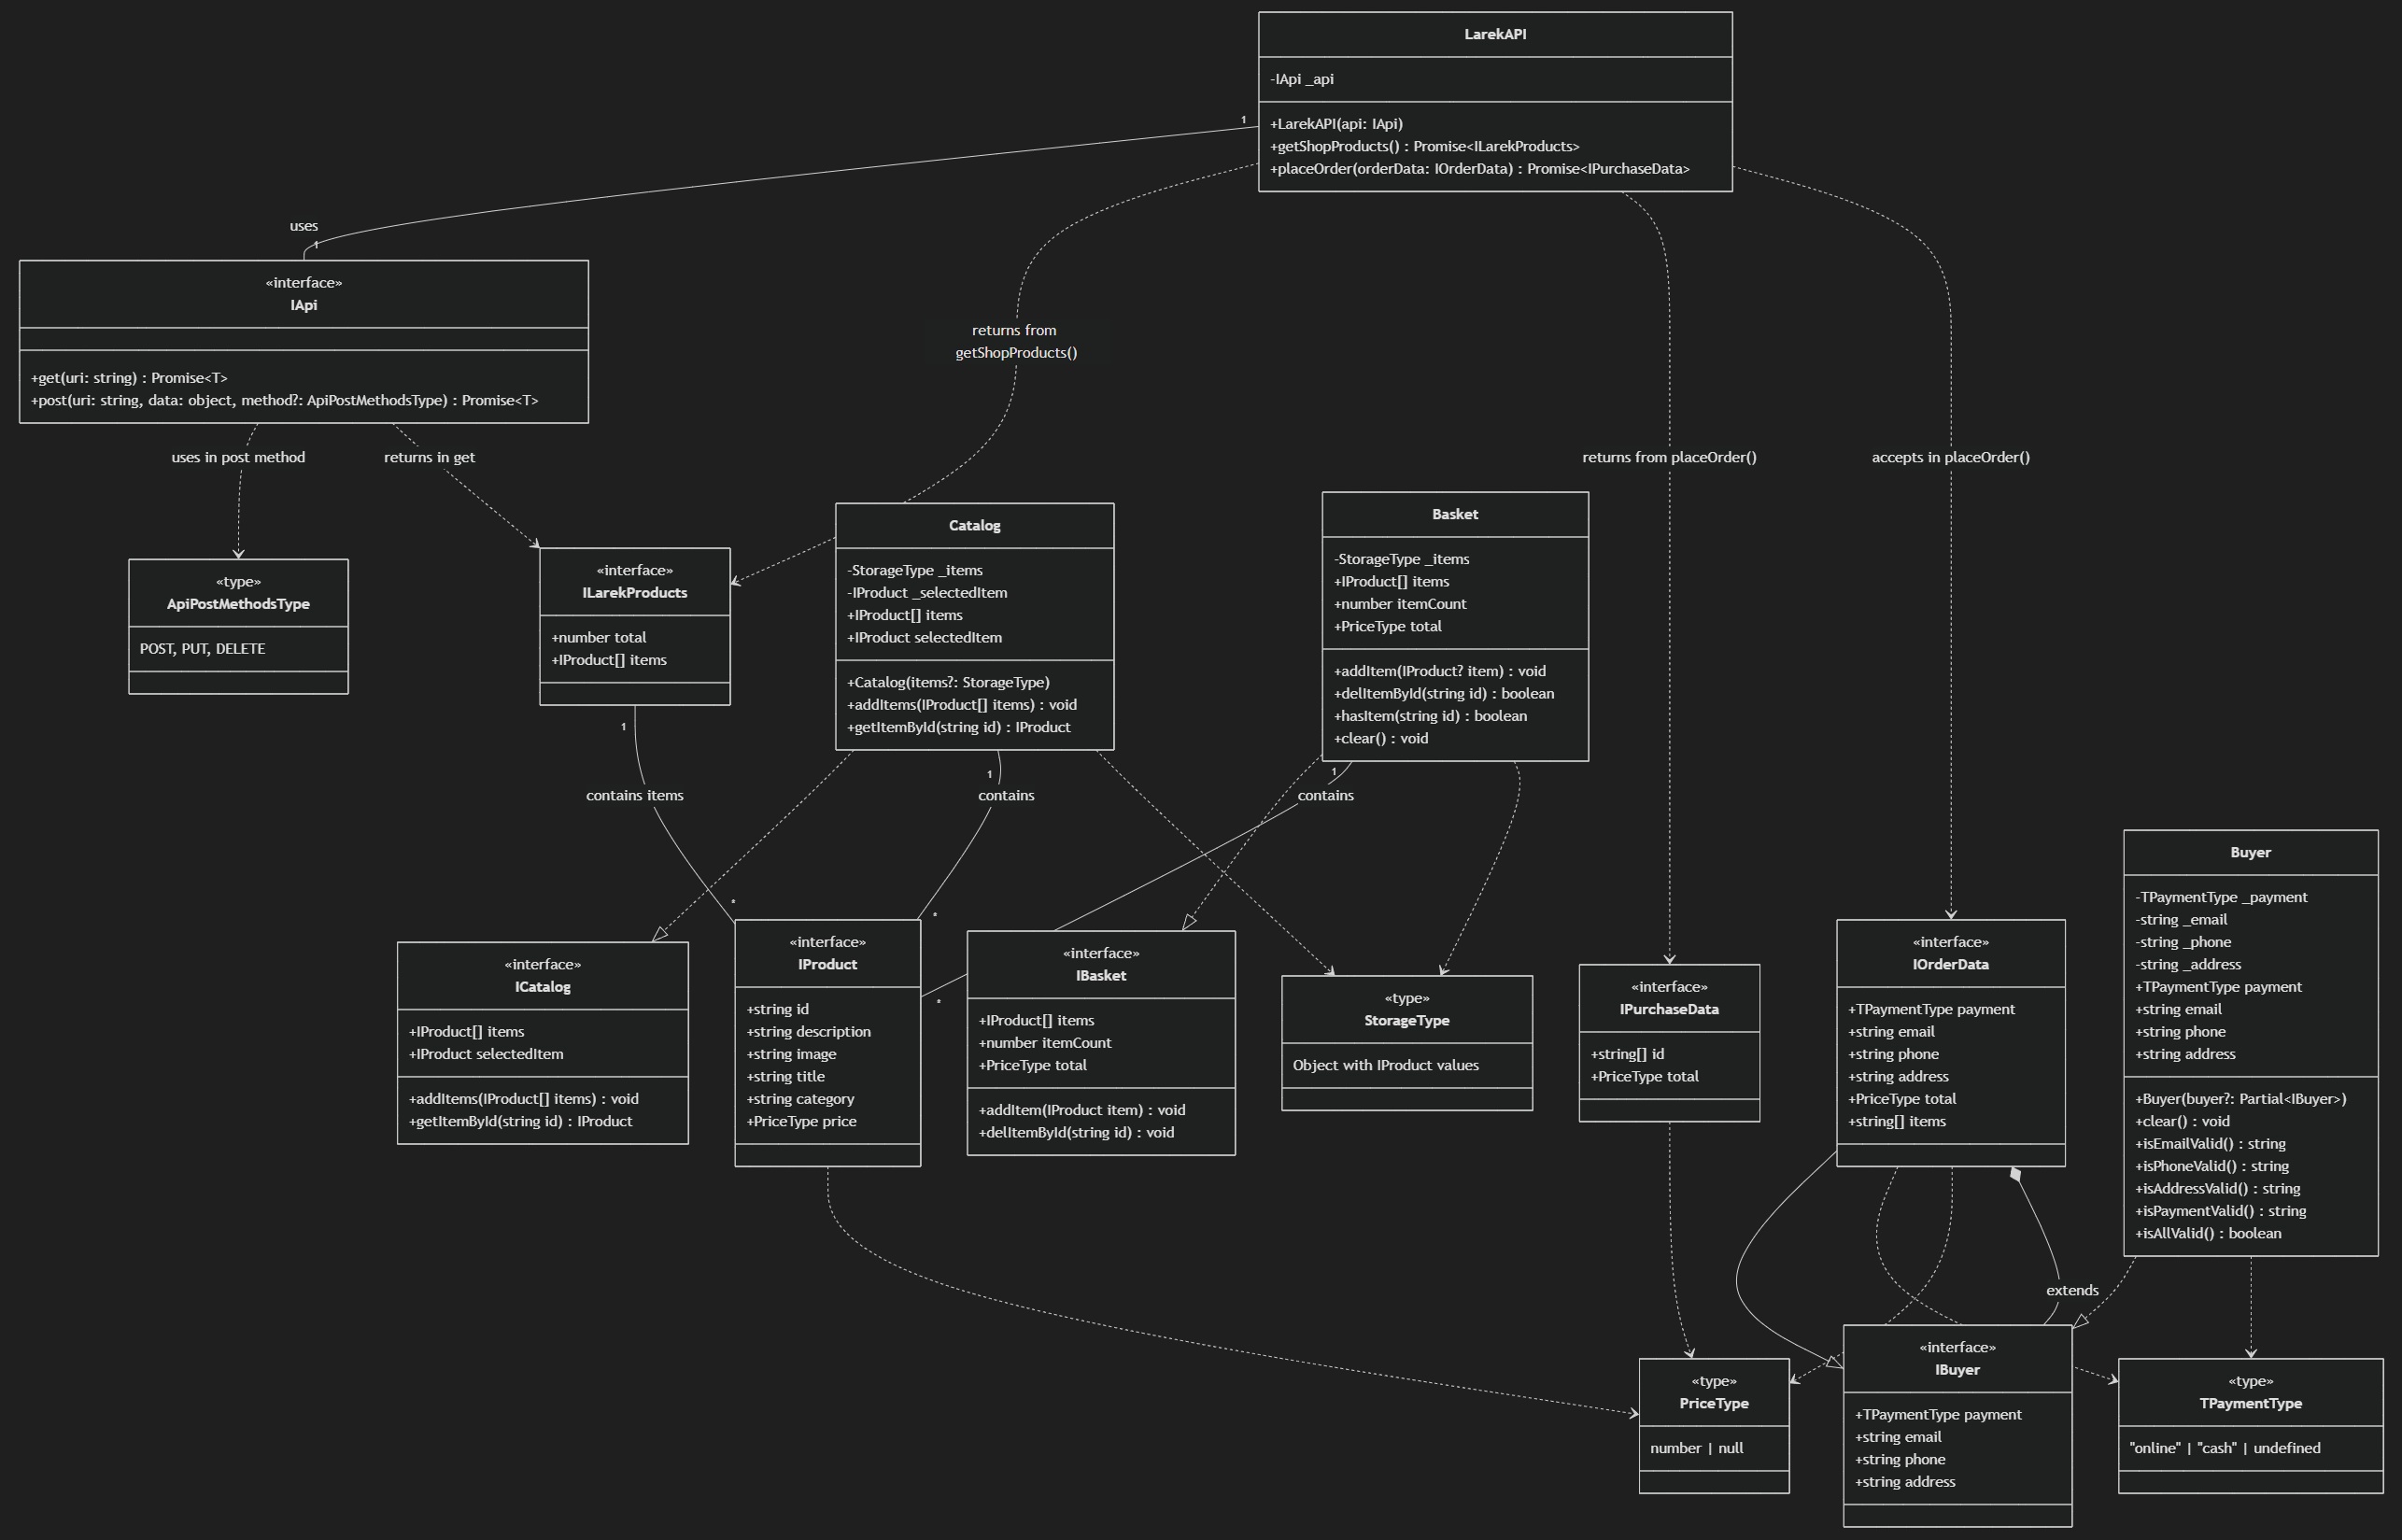 LarekAPI
-IApi _api
+LarekAPI(api: IApi)
+getShopProducts() : Promise<ILarekProducts>
+placeOrder(orderData: IOrderData) : Promise<IPurchaseData>
1
uses
1
«interface»
IApi
+get(uri: string) : Promise<T>
+post(uri: string, data: object, method?: ApiPostMethodsType) : Promise<T>
returns from
getShopProducts()
uses in post method
returns in get
returns from placeOrder()
accepts in placeOrder()
«type»
ApiPostMethodsType
POST, PUT, DELETE
«interface»
ILarekProducts
+number total
+IProduct[] items
Catalog
-StorageType _items
-IProduct _selectedItem
+IProduct[] items
+IProduct selectedItem
+Catalog(items?: StorageType)
+addItems(IProduct[] items) : void
+getItemById(string id) : IProduct
Basket
-StorageType _items
+IProduct[] items
+number itemCount
+PriceType total
+addItem(IProduct? item) : void
+delItemById(string id) : boolean
+hasItem(string id) : boolean
+clear() : void
1
contains items
*
1
contains
*
1
contains
*
«interface»
ICatalog
+IProduct[] items
+IProduct selectedItem
+addItems(IProduct[] items) : void
+getItemById(string id) : IProduct
«interface»
IProduct
+string id
+string description
+string image
+string title
+string category
+PriceType price
«interface»
IBasket
+IProduct[] items
+number itemCount
+PriceType total
+addItem(IProduct item) : void
+delItemById(string id) : void
«type»
StorageType
Object with IProduct values
«interface»
IPurchaseData
+string[] id
+PriceType total
«interface»
IOrderData
+TPaymentType payment
+string email
+string phone
+string address
+PriceType total
+string[] items
Buyer
-TPaymentType _payment
-string _email
-string _phone
-string _address
+TPaymentType payment
+string email
+string phone
+string address
+Buyer(buyer?: Partial<IBuyer>)
+clear() : void
+isEmailValid() : string
+isPhoneValid() : string
+isAddressValid() : string
+isPaymentValid() : string
+isAllValid() : boolean
extends
«type»
PriceType
number | null
«interface»
IBuyer
+TPaymentType payment
+string email
+string phone
+string address
«type»
TPaymentType
"online" | "cash" | undefined